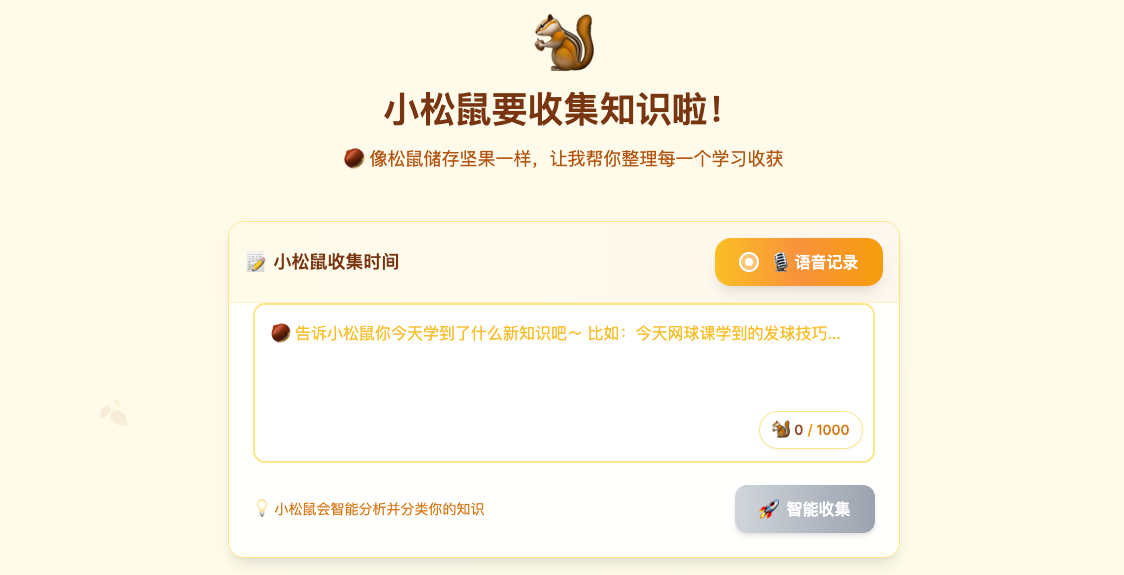 小松鼠要收集知识啦！
🌰 像松鼠储存坚果一样，让我帮你整理每一个学习收获
📝 小松鼠收集时间
🎙️ 语音记录
🌰 告诉小松鼠你今天学到了什么新知识吧～ 比如：今天网球课学到的发球技巧...
🐿️ 0 / 1000
💡 小松鼠会智能分析并分类你的知识
🚀 智能收集